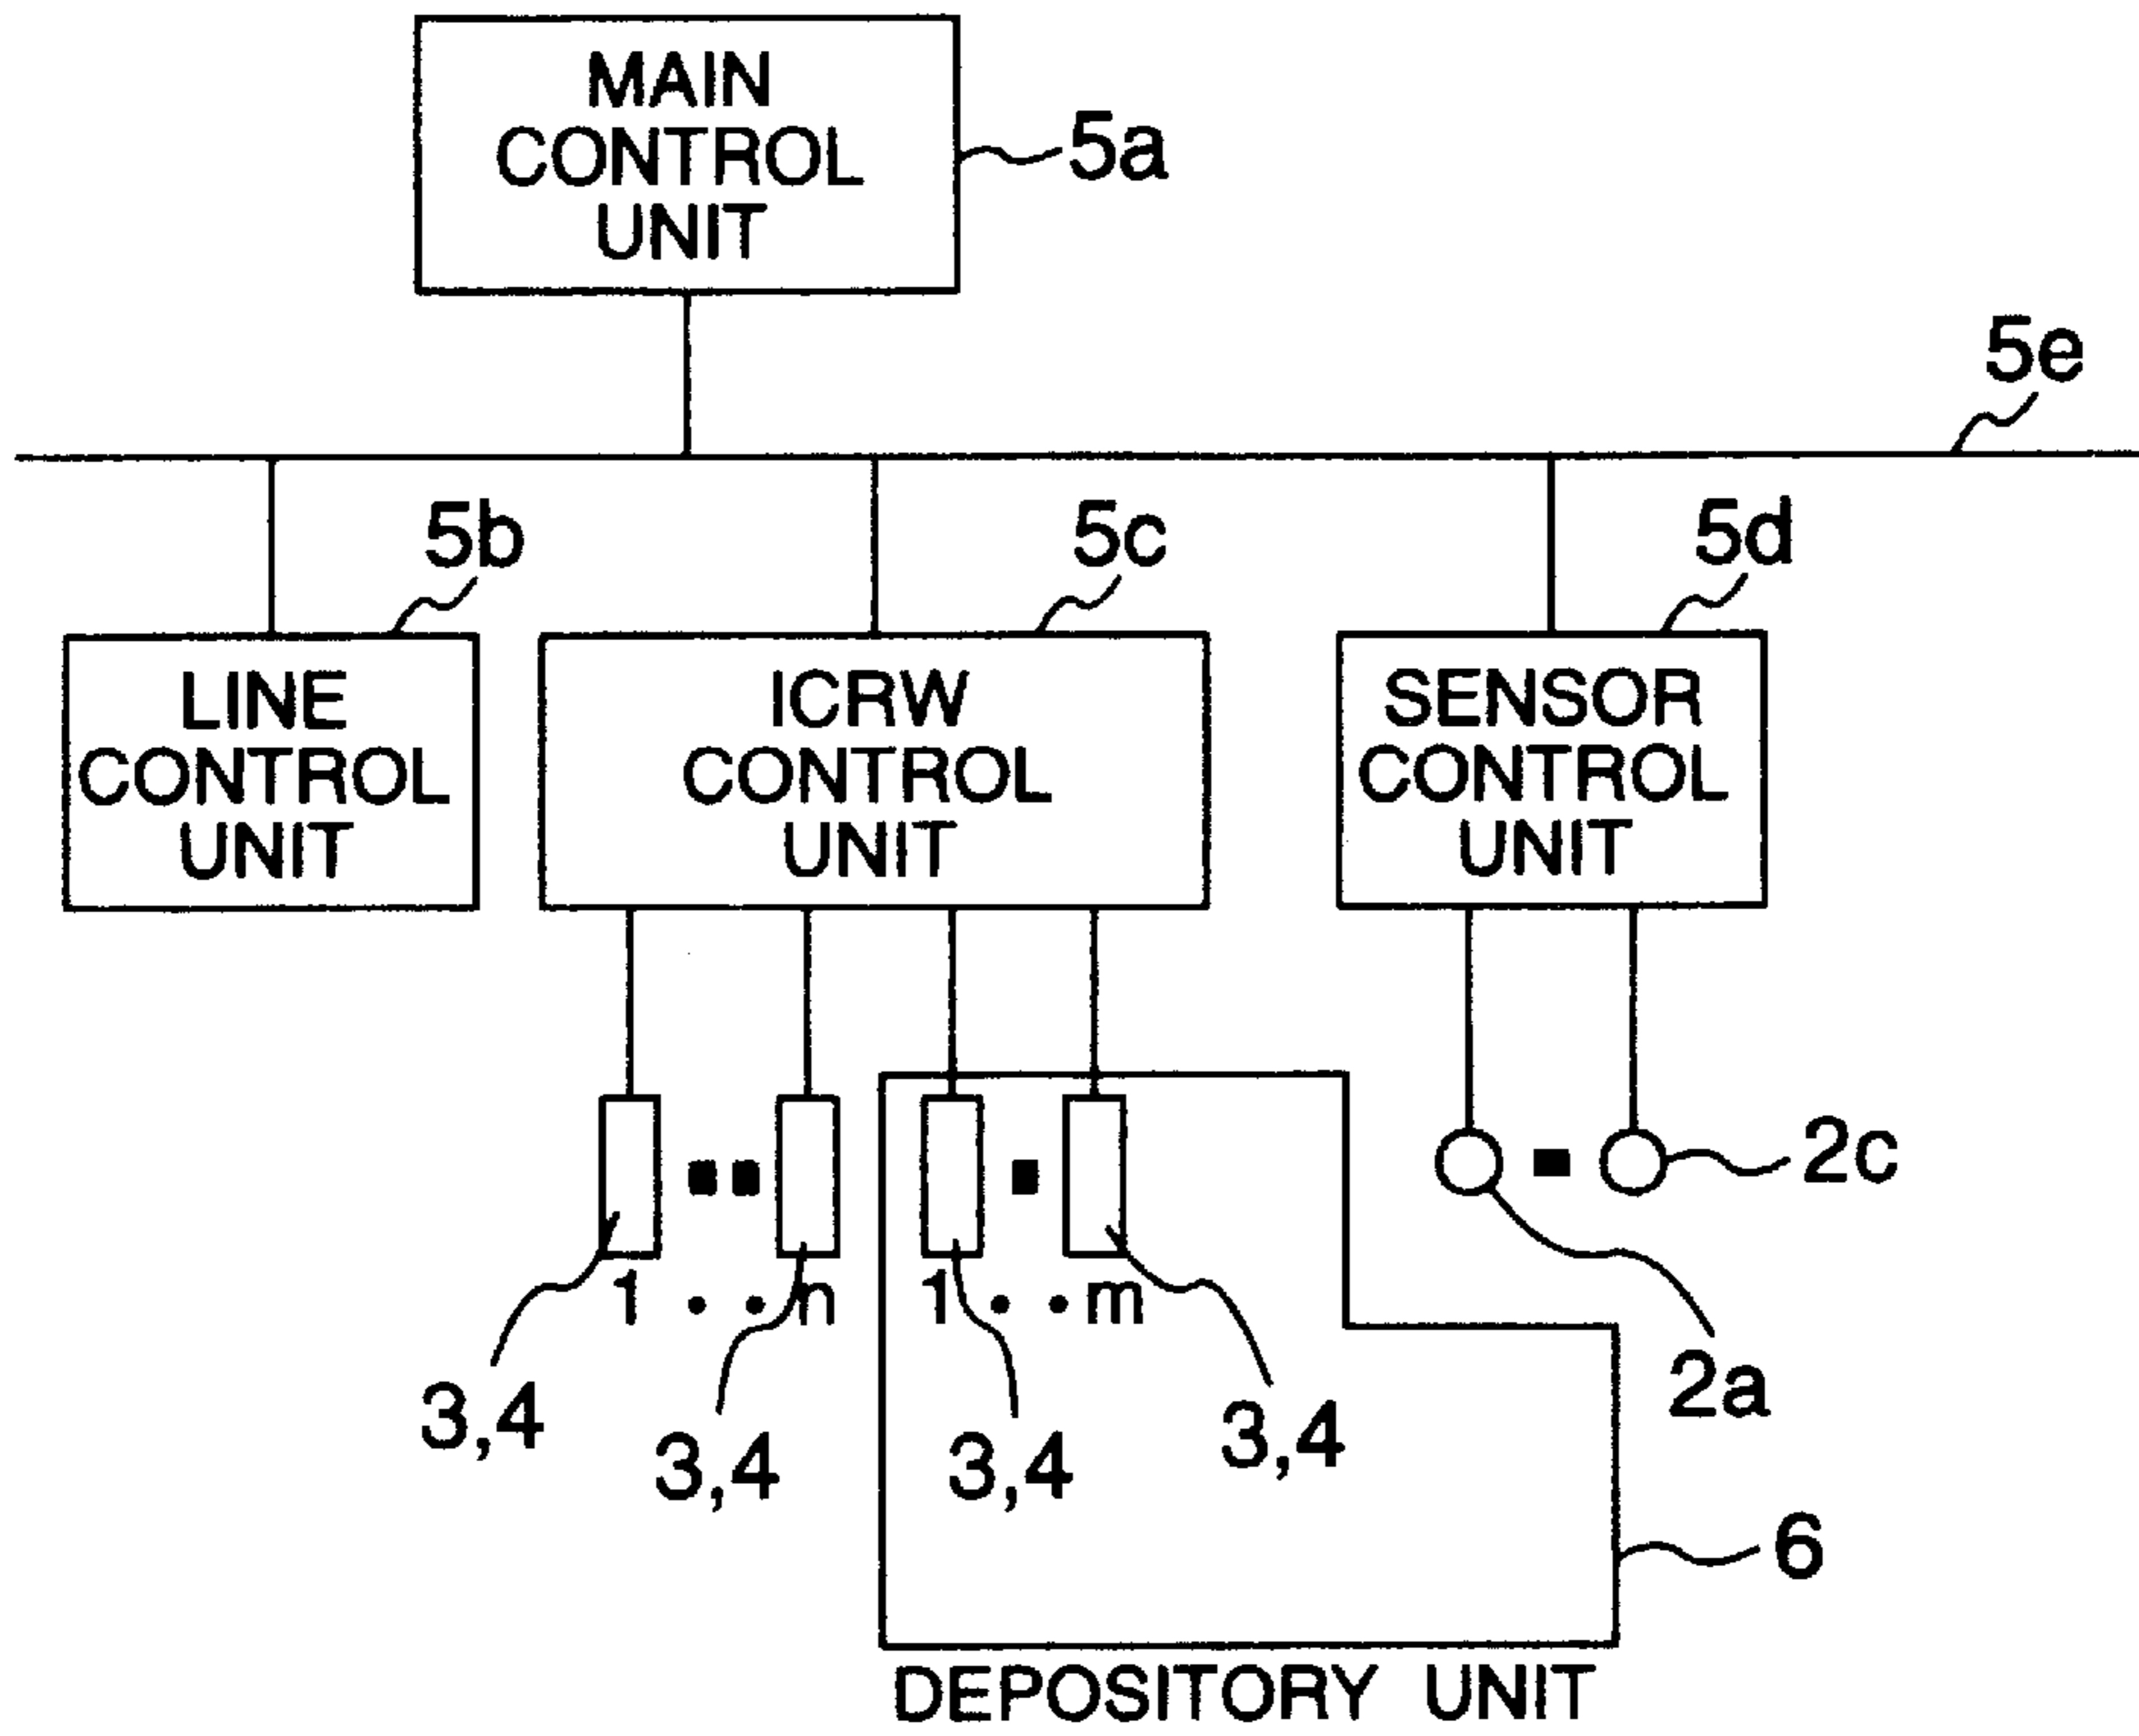 MAIN
CONTROL
UNIT
5a
5e
5b
5c
5d
LINE
CONTROL
UNIT
ICRW
CONTROL
UNIT
SENSOR
CONTROL
UNIT
2c
1 . . n
1 . . m
2a
3,4
3,4
3,4
3,4
6
DEPOSITORY UNIT